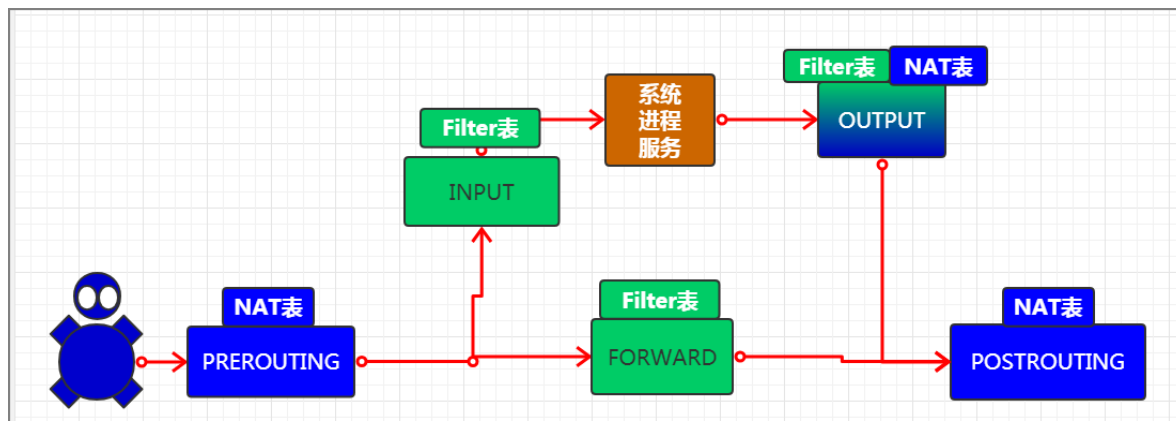 Filter表
NAT表
OUTPUT
系统
进程
服务
Filter表
INPUT
NAT表
PREROUTING
Filter表
FORWARD
NAT表
POSTROUTING